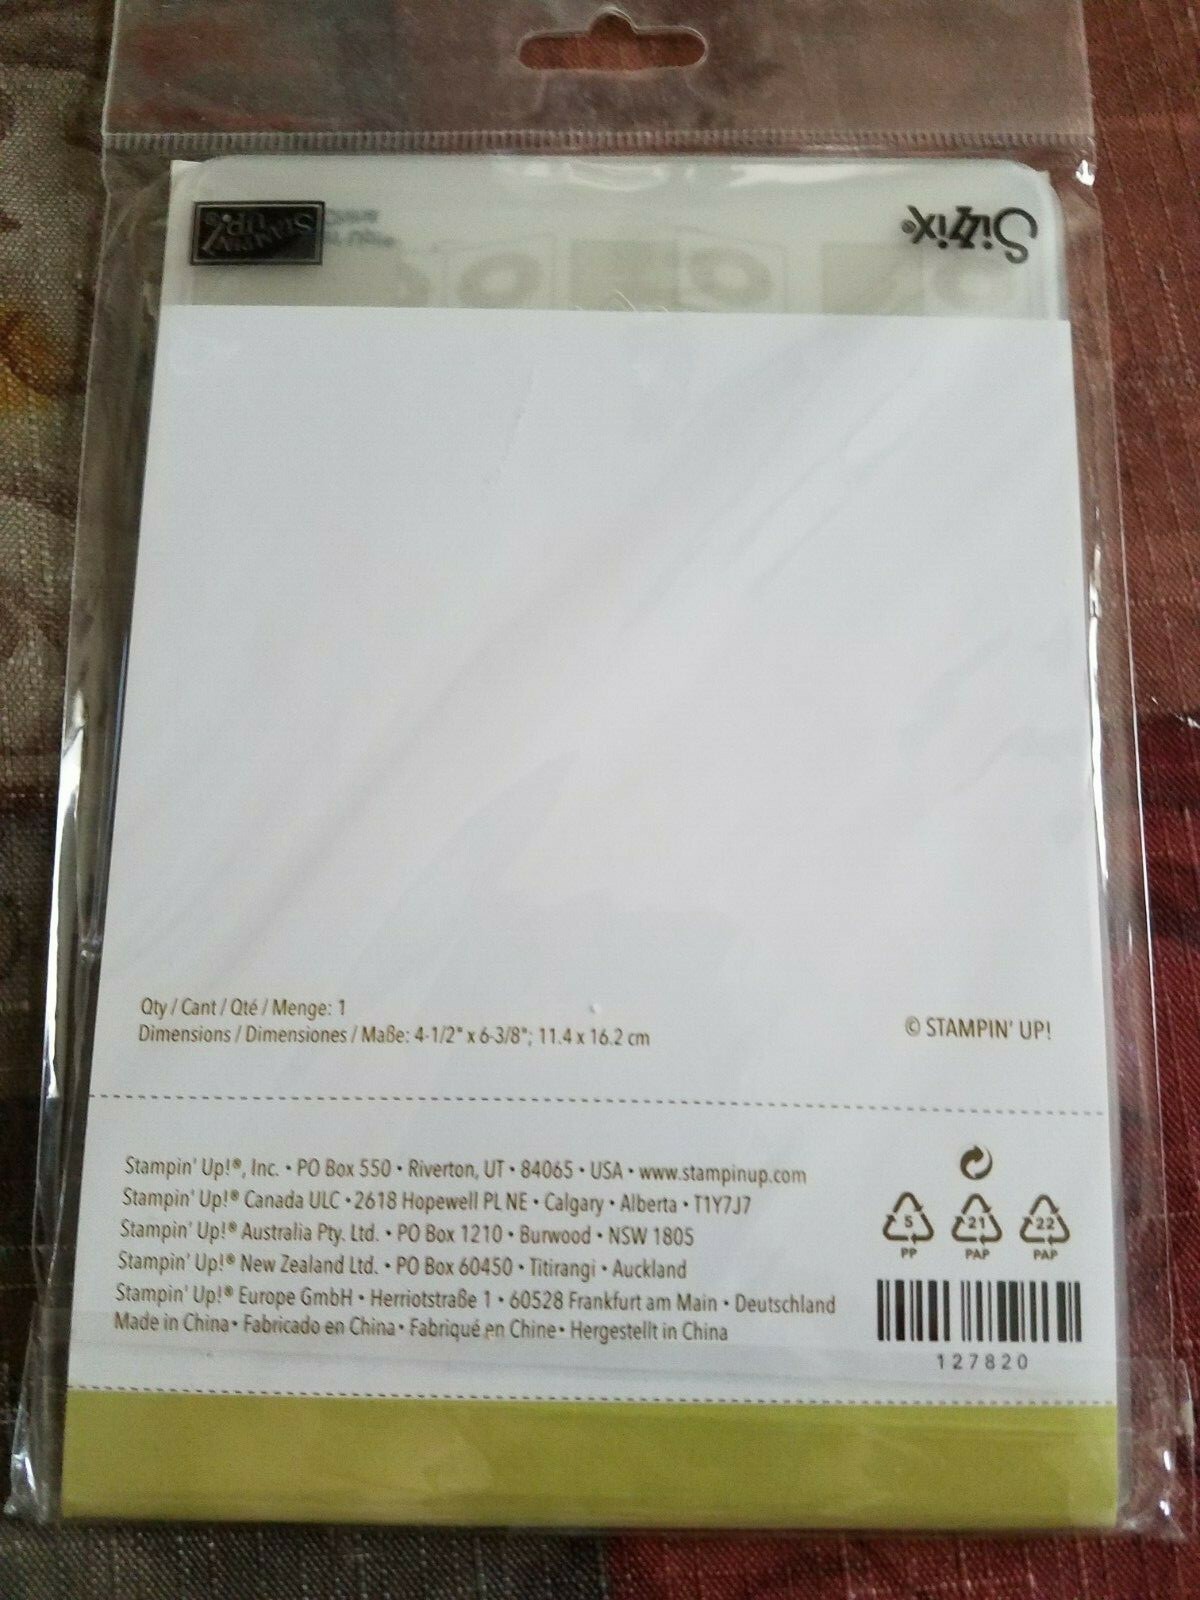 STAMPIN' UP!®
Sizzix®
Qty / Cant / Qté / Menge: 1
Dimensions / Dimensiones / Maße: 4-1/2" x 6-3/8"; 11.4 x 16.2 cm
© STAMPIN' UP!
Stampin' Up!®, Inc. • PO Box 550 • Riverton, UT • 84065 • USA • www.stampinup.com
Stampin' Up!® Canada ULC • 2618 Hopewell PL NE • Calgary • Alberta • T1Y7J7
Stampin' Up!® Australia Pty. Ltd. • PO Box 1210 • Burwood • NSW 1805
Stampin' Up!® New Zealand Ltd. • PO Box 60450 • Titirangi • Auckland
Stampin' Up!® Europe GmbH • Herriotstraße 1 • 60528 Frankfurt am Main • Deutschland
Made in China • Fabricado en China • Fabriqué en Chine • Hergestellt in China
5 21 22
PP PAP PAP
127820